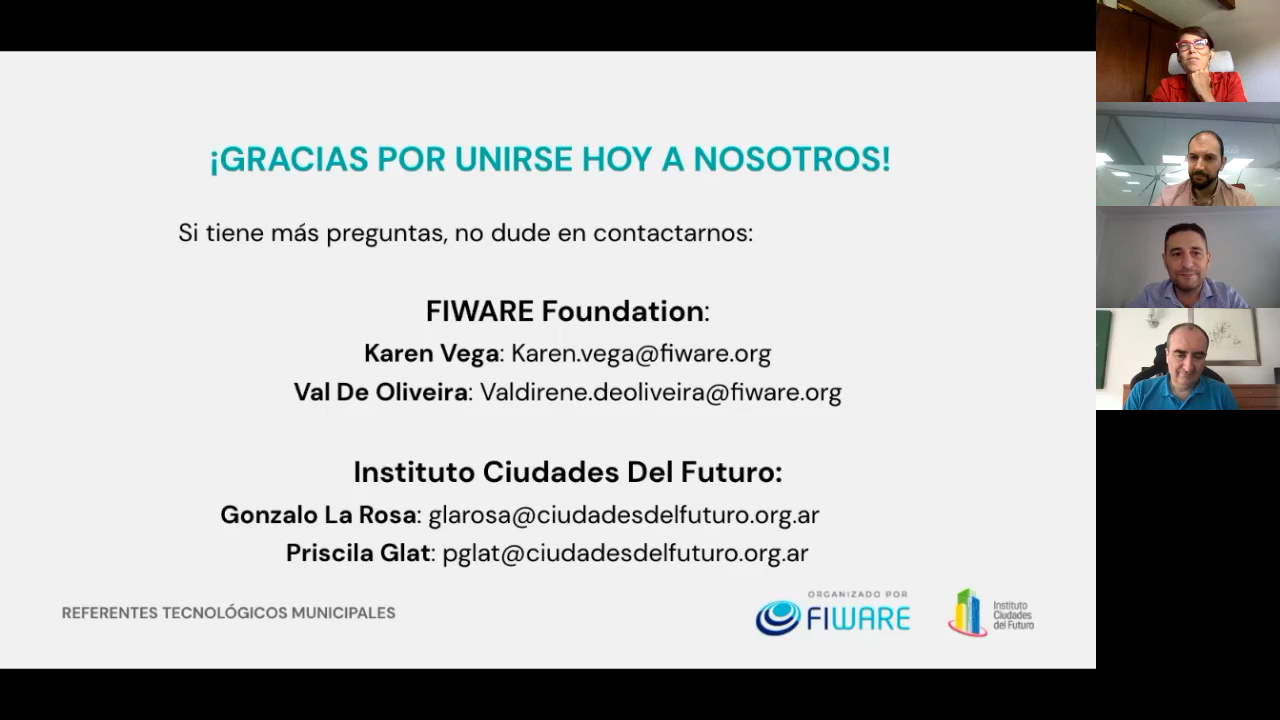 ¡GRACIAS POR UNIRSE HOY A NOSOTROS!
Si tiene más preguntas, no dude en contactarnos:
FIWARE Foundation:
Karen Vega: Karen.vega@fiware.org
Val De Oliveira: Valdirene.deoliveira@fiware.org
Instituto Ciudades Del Futuro:
Gonzalo La Rosa: glarosa@ciudadesdelfuturo.org.ar
Priscila Glat: pglat@ciudadesdelfuturo.org.ar
REFERENTES TECNOLÓGICOS MUNICIPALES
ORGANIZADO POR
FIWARE
Instituto
Ciudades
del Futuro